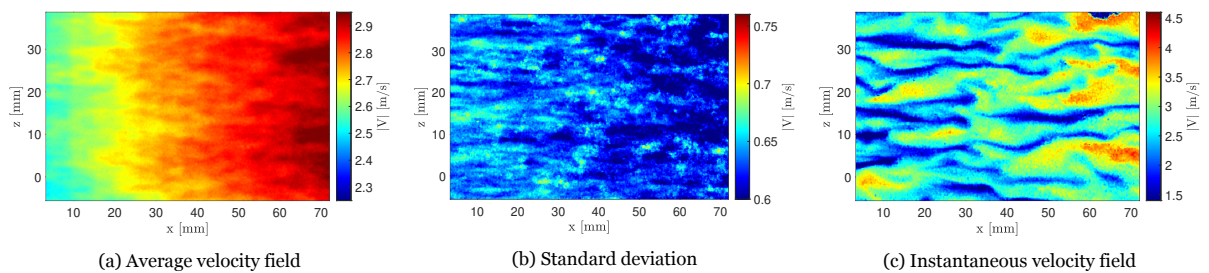 30
20
10
0
z [mm]
10 20 30 40 50 60 70
x [mm]
2.9
2.8
2.7
2.6
2.5
2.4
2.3
|V| [m/s]
(a) Average velocity field
30
20
10
0
z [mm]
10 20 30 40 50 60 70
x [mm]
0.75
0.7
0.65
0.6
|V| [m/s]
(b) Standard deviation
30
20
10
0
z [mm]
10 20 30 40 50 60 70
x [mm]
4.5
4
3.5
3
2.5
2
1.5
|V| [m/s]
(c) Instantaneous velocity field